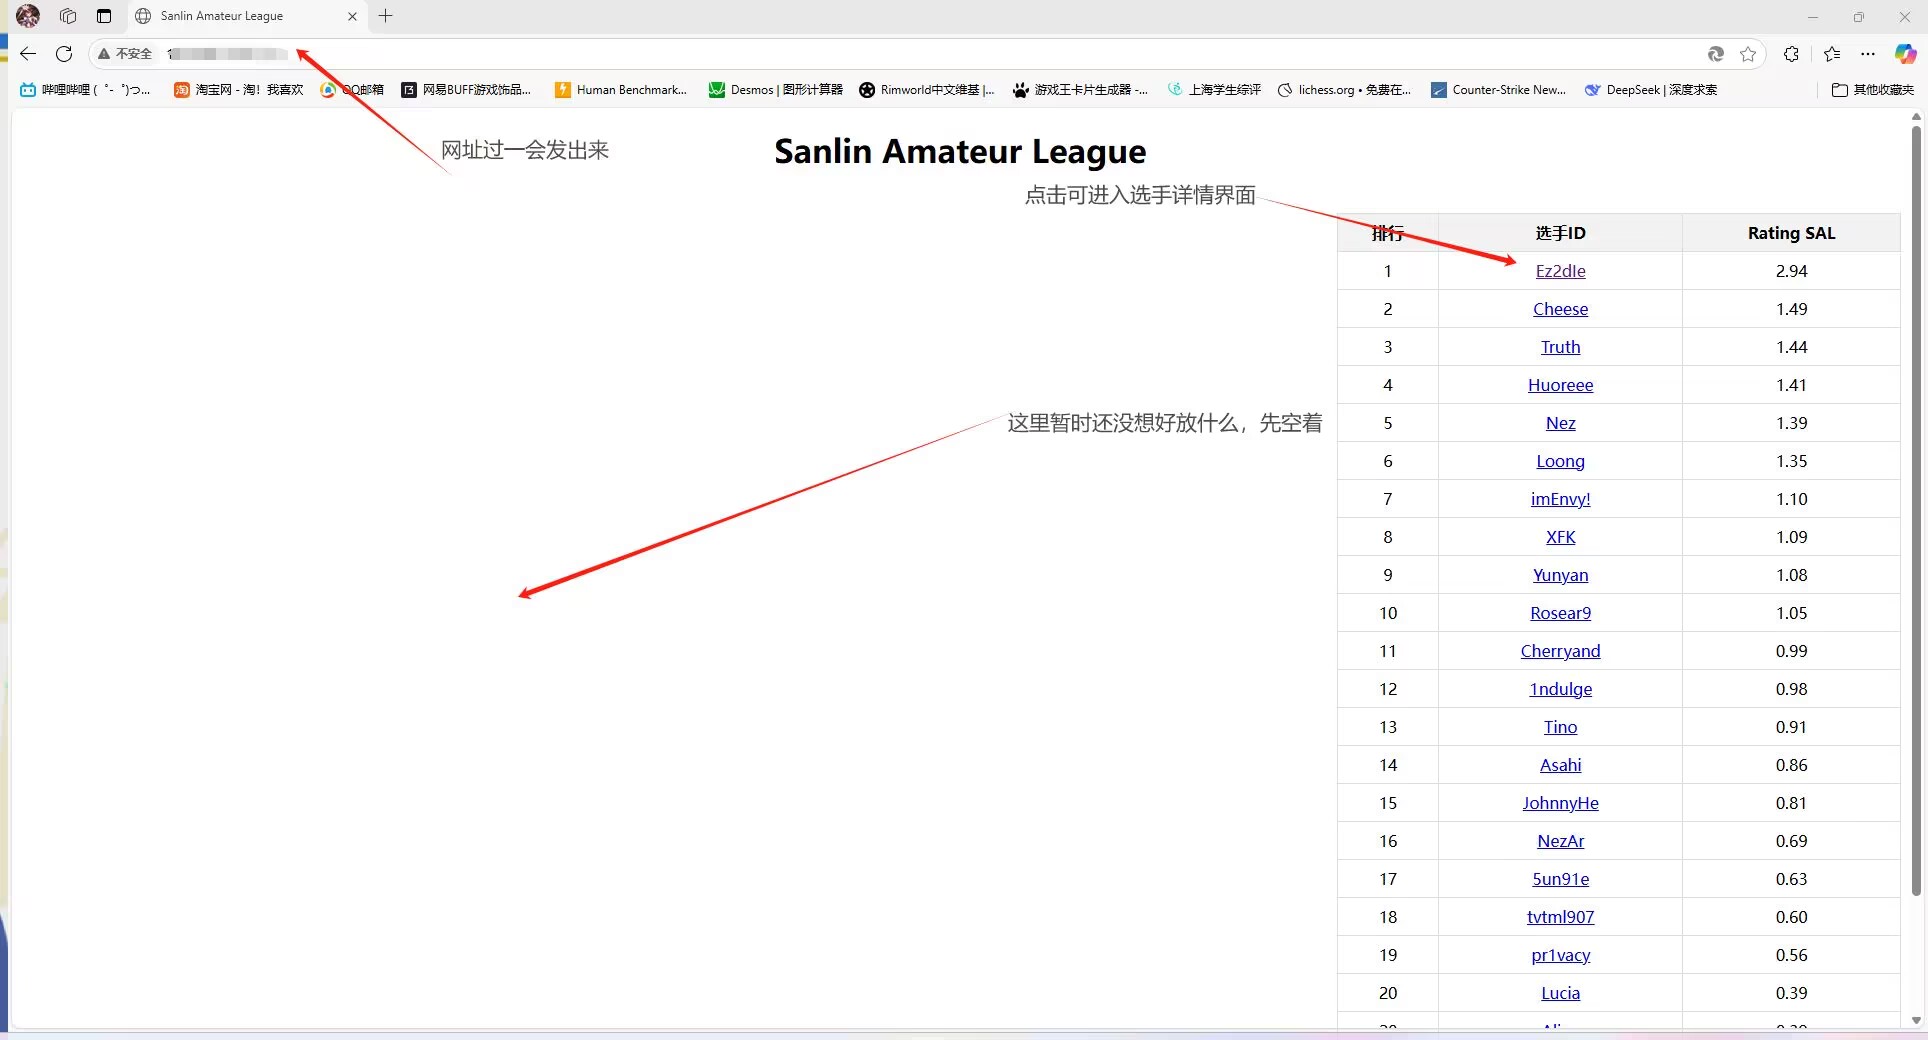 Sanlin Amateur League
不安全
哔哩哔哩 (゜-゜)つ...
淘宝网 - 淘！我喜欢
QQ邮箱
网易BUFF游戏饰品...
Human Benchmark...
Desmos | 图形计算器
Rimworld中文维基 |...
游戏王卡片生成器 -...
上海学生综评
lichess.org • 免费在...
Counter-Strike New...
DeepSeek | 深度求索
其他收藏夹
网址过一会发出来
Sanlin Amateur League
点击可进入选手详情界面
排行 选手ID Rating SAL
1 Ez2dIe 2.94
2 Cheese 1.49
3 Truth 1.44
4 Huoreee 1.41
这里暂时还没想好放什么，先空着
5 Nez 1.39
6 Loong 1.35
7 imEnvy! 1.10
8 XFK 1.09
9 Yunyan 1.08
10 Rosear9 1.05
11 Cherryand 0.99
12 1ndulge 0.98
13 Tino 0.91
14 Asahi 0.86
15 JohnnyHe 0.81
16 NezAr 0.69
17 5un91e 0.63
18 tvtml907 0.60
19 pr1vacy 0.56
20 Lucia 0.39